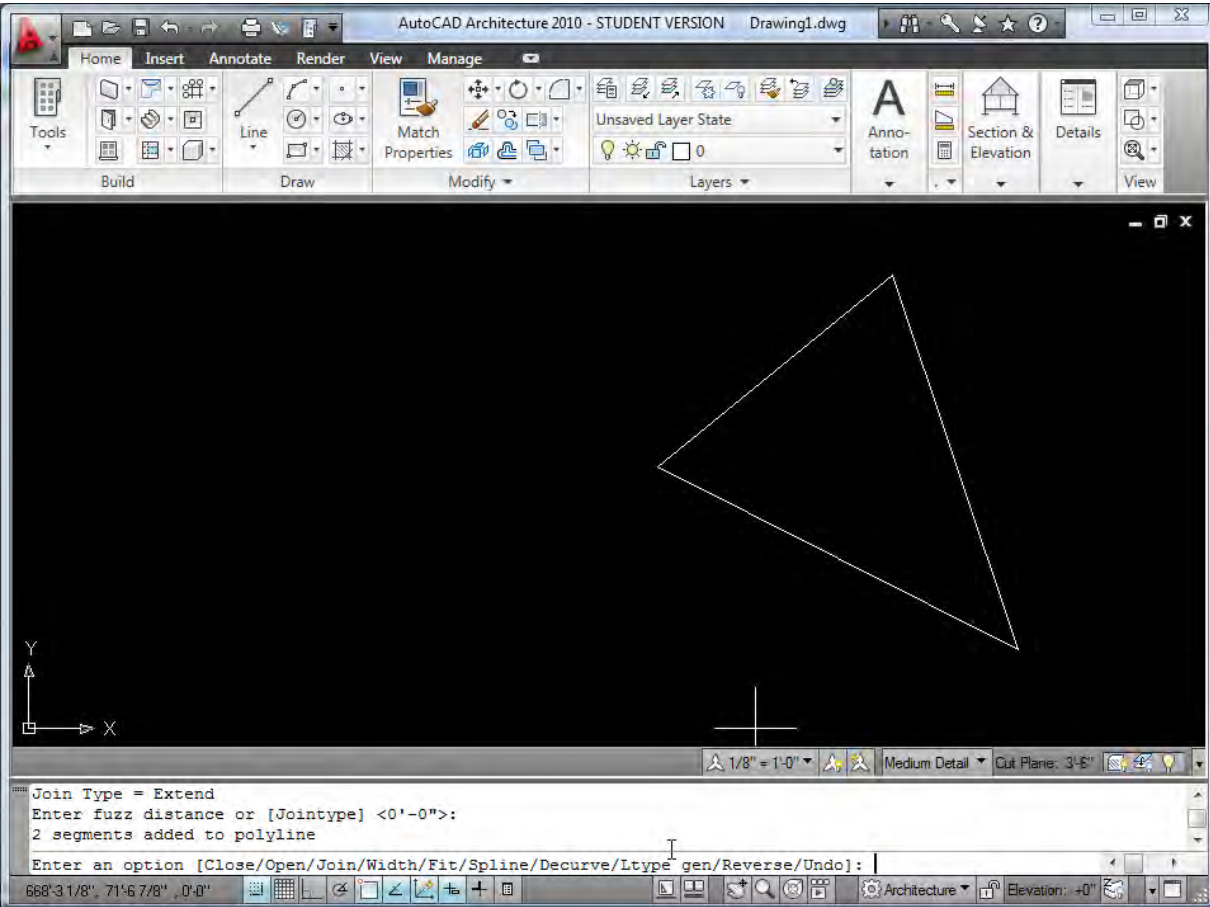 AutoCAD Architecture 2010 - STUDENT VERSION Drawing1.dwg
Home Insert Annotate Render View Manage
Tools
Line
Match
Properties
Unsaved Layer State
0
A
Anno-
tation
Section &
Elevation
Details
Build Draw Modify Layers View
Y
X
1/8" = 1'-0" Medium Detail Cut Plane: 3'-6"
Join Type = Extend
Enter fuzz distance or [Jointype] <0'-0">:
2 segments added to polyline
Enter an option [Close/Open/Join/Width/Fit/Spline/Decurve/Ltype gen/Reverse/Undo]:
668'-3 1/8", 71'-6 7/8" , 0'-0" Architecture Elevation: +0"